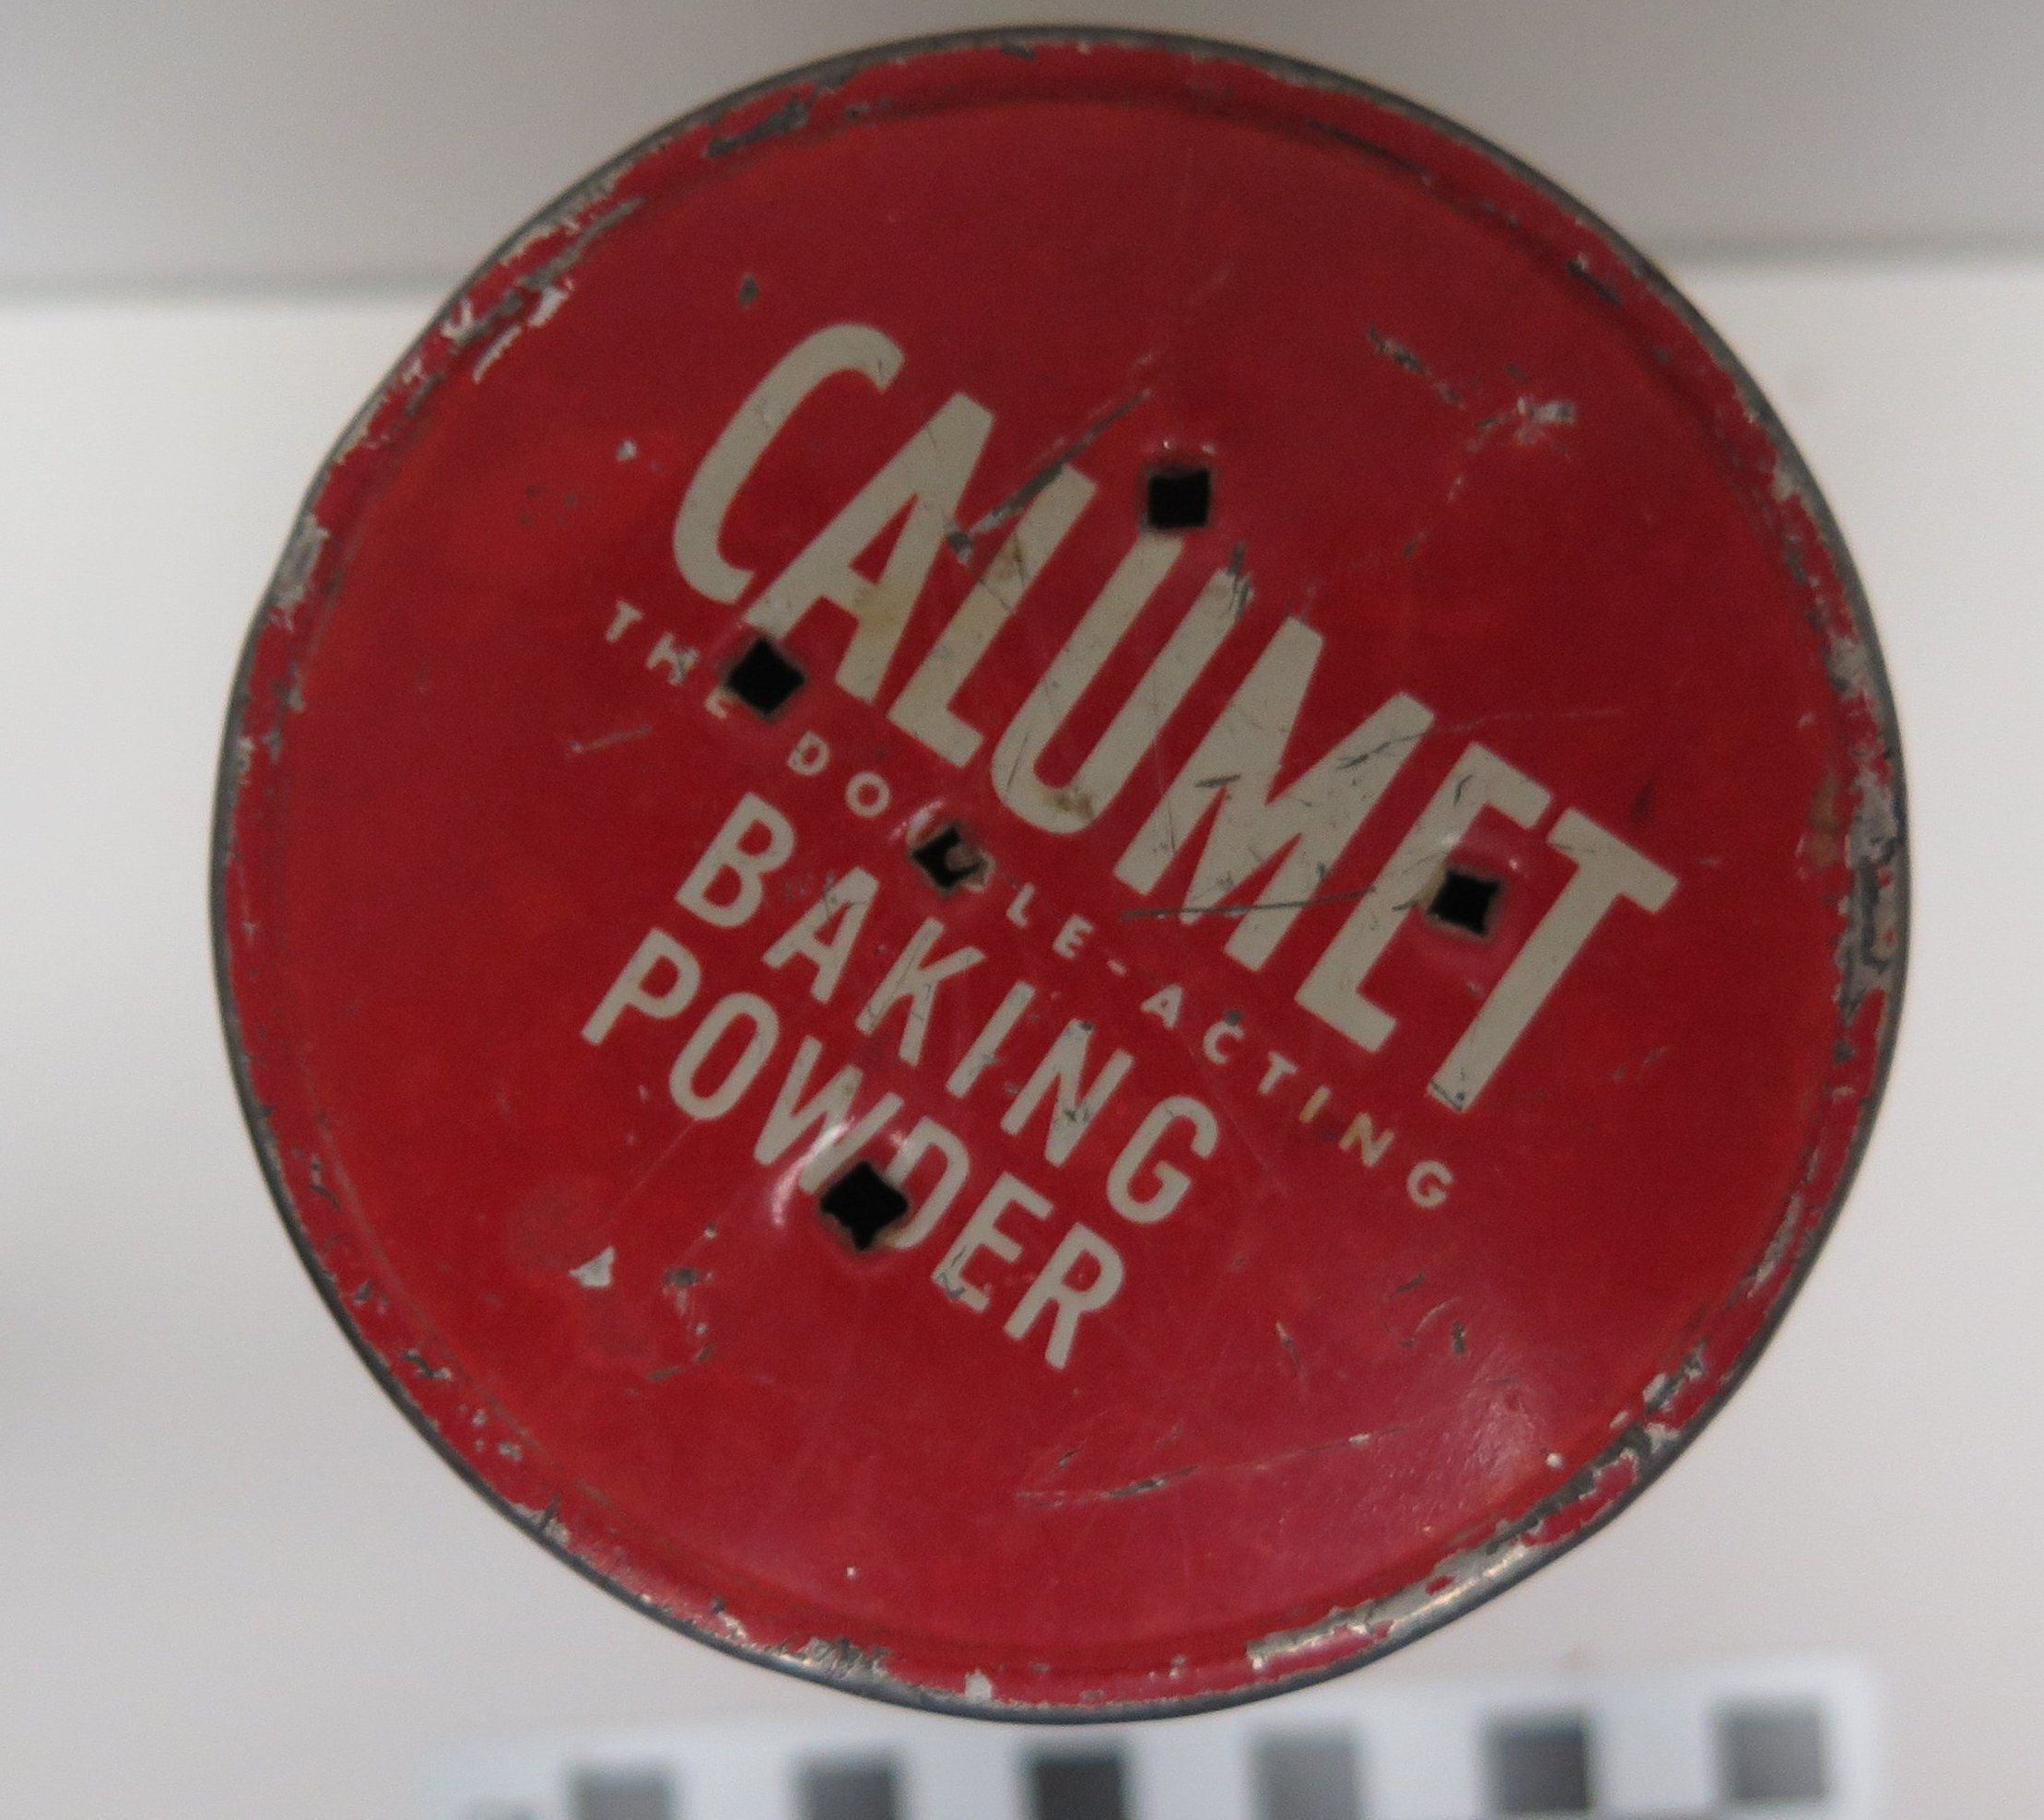 CALUMET
THE DOUBLE-ACTING
BAKING
POWDER